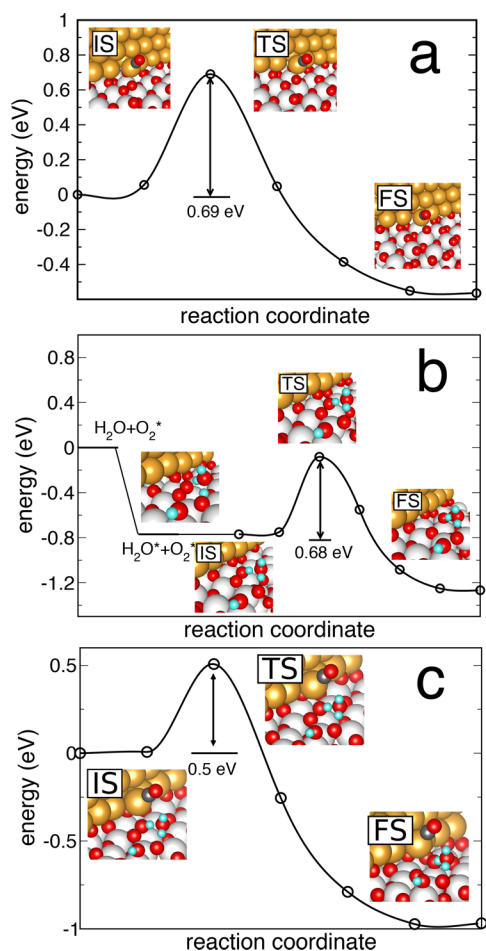 a
IS
TS
FS
1
0.8
0.6
0.4
0.2
0
-0.2
-0.4
energy (eV)
0.69 eV
reaction coordinate
b
TS
FS
IS
0.8
0.4
0
-0.4
-0.8
-1.2
energy (eV)
H₂O+O₂*
H₂O*+O₂*
0.68 eV
reaction coordinate
c
TS
IS
FS
0.5
0
-0.5
-1
energy (eV)
0.5 eV
reaction coordinate